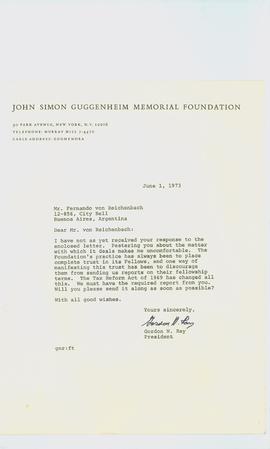 JOHN SIMON GUGGENHEIM MEMORIAL FOUNDATION
90 PARK AVENUE, NEW YORK, N.Y. 10016
TELEPHONE: MURRAY HILL 7-4470
CABLE ADDRESS:
June 1, 1973
Mr. Fernando von Reichenbach
12-856, City Bell
Buenos Aires, Argentina
Dear Mr. von Reichenbach:
I have not as yet received your response to the
enclosed letter. Pestering you about the matter
with which it deals makes me uncomfortable. The
Foundation's practice has always been to place
complete trust in its Fellows, and one way of
manifesting this trust has been to discourage
them from sending us reports on their fellowship
terms. The Tax Reform Act of 1969 has changed all
this. We must have the required report from you.
Will you please send it along as soon as possible?
With all good wishes.
Yours sincerely,
Gordon N. Ray
Gordon N. Ray
President
gnr:ft